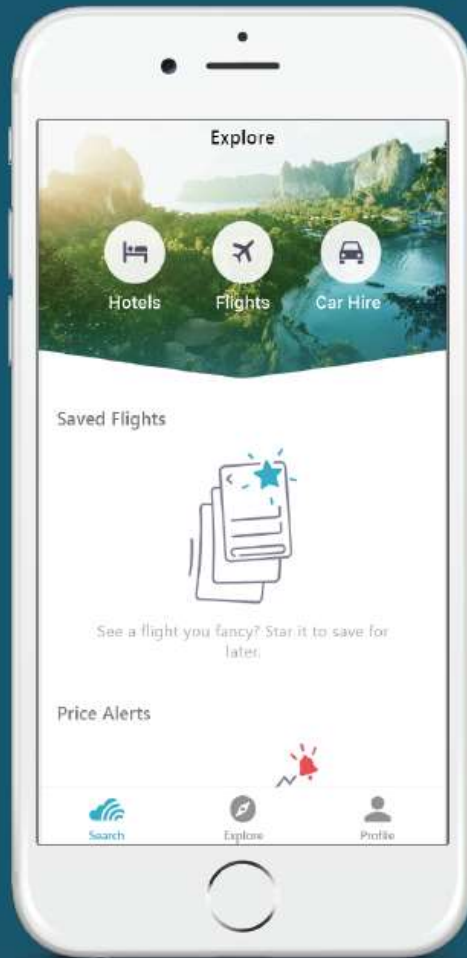 Explore
Hotels Flights Car Hire
Saved Flights
See a flight you fancy? Star it to save for
later.
Price Alerts
Search Explore Profile